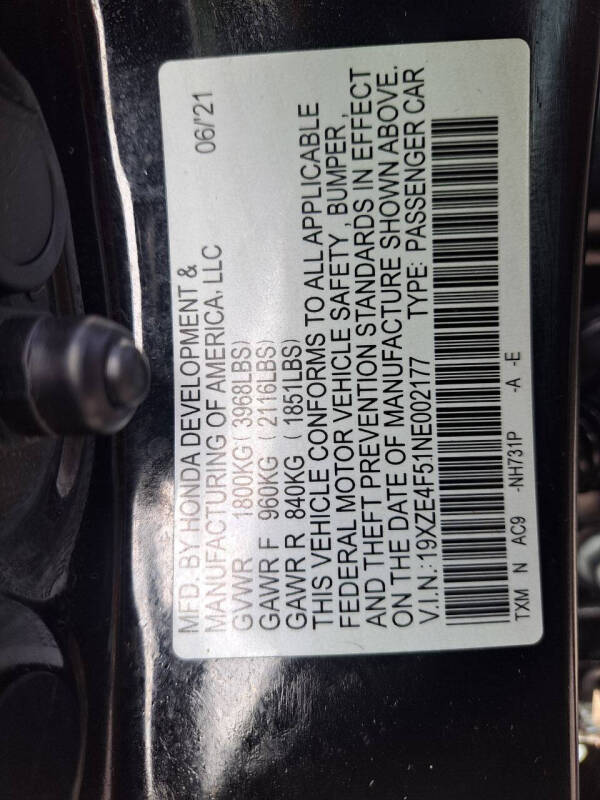 MFD. BY HONDA DEVELOPMENT &
MANUFACTURING OF AMERICA, LLC 06/'21
GVWR 1800KG ( 3968LBS)
GAWR F 960KG ( 2116LBS)
GAWR R 840KG ( 1851LBS)
THIS VEHICLE CONFORMS TO ALL APPLICABLE
FEDERAL MOTOR VEHICLE SAFETY, BUMPER,
AND THEFT PREVENTION STANDARDS IN EFFECT
ON THE DATE OF MANUFACTURE SHOWN ABOVE.
V.I.N.:19XZE4F51NE002177 TYPE: PASSENGER CAR
TXM N AC9 -NH731P -A -E